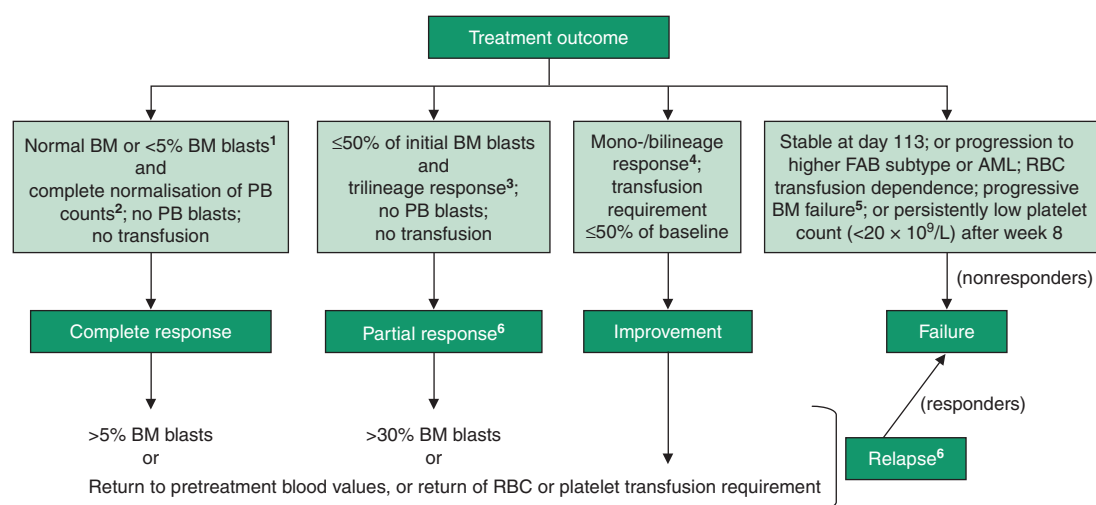 Treatment outcome
Normal BM or <5% BM blasts¹
and
complete normalisation of PB
counts²; no PB blasts;
no transfusion
≤50% of initial BM blasts
and
trilineage response³;
no PB blasts;
no transfusion
Mono-/bilineage
response⁴;
transfusion
requirement
≤50% of baseline
Stable at day 113; or progression to
higher FAB subtype or AML; RBC
transfusion dependence; progressive
BM failure⁵; or persistently low platelet
count (<20 × 10⁹/L) after week 8
(nonresponders)
Complete response
Partial response⁶
Improvement
Failure
(responders)
>5% BM blasts
or
>30% BM blasts
or
Relapse⁶
Return to pretreatment blood values, or return of RBC or platelet transfusion requirement